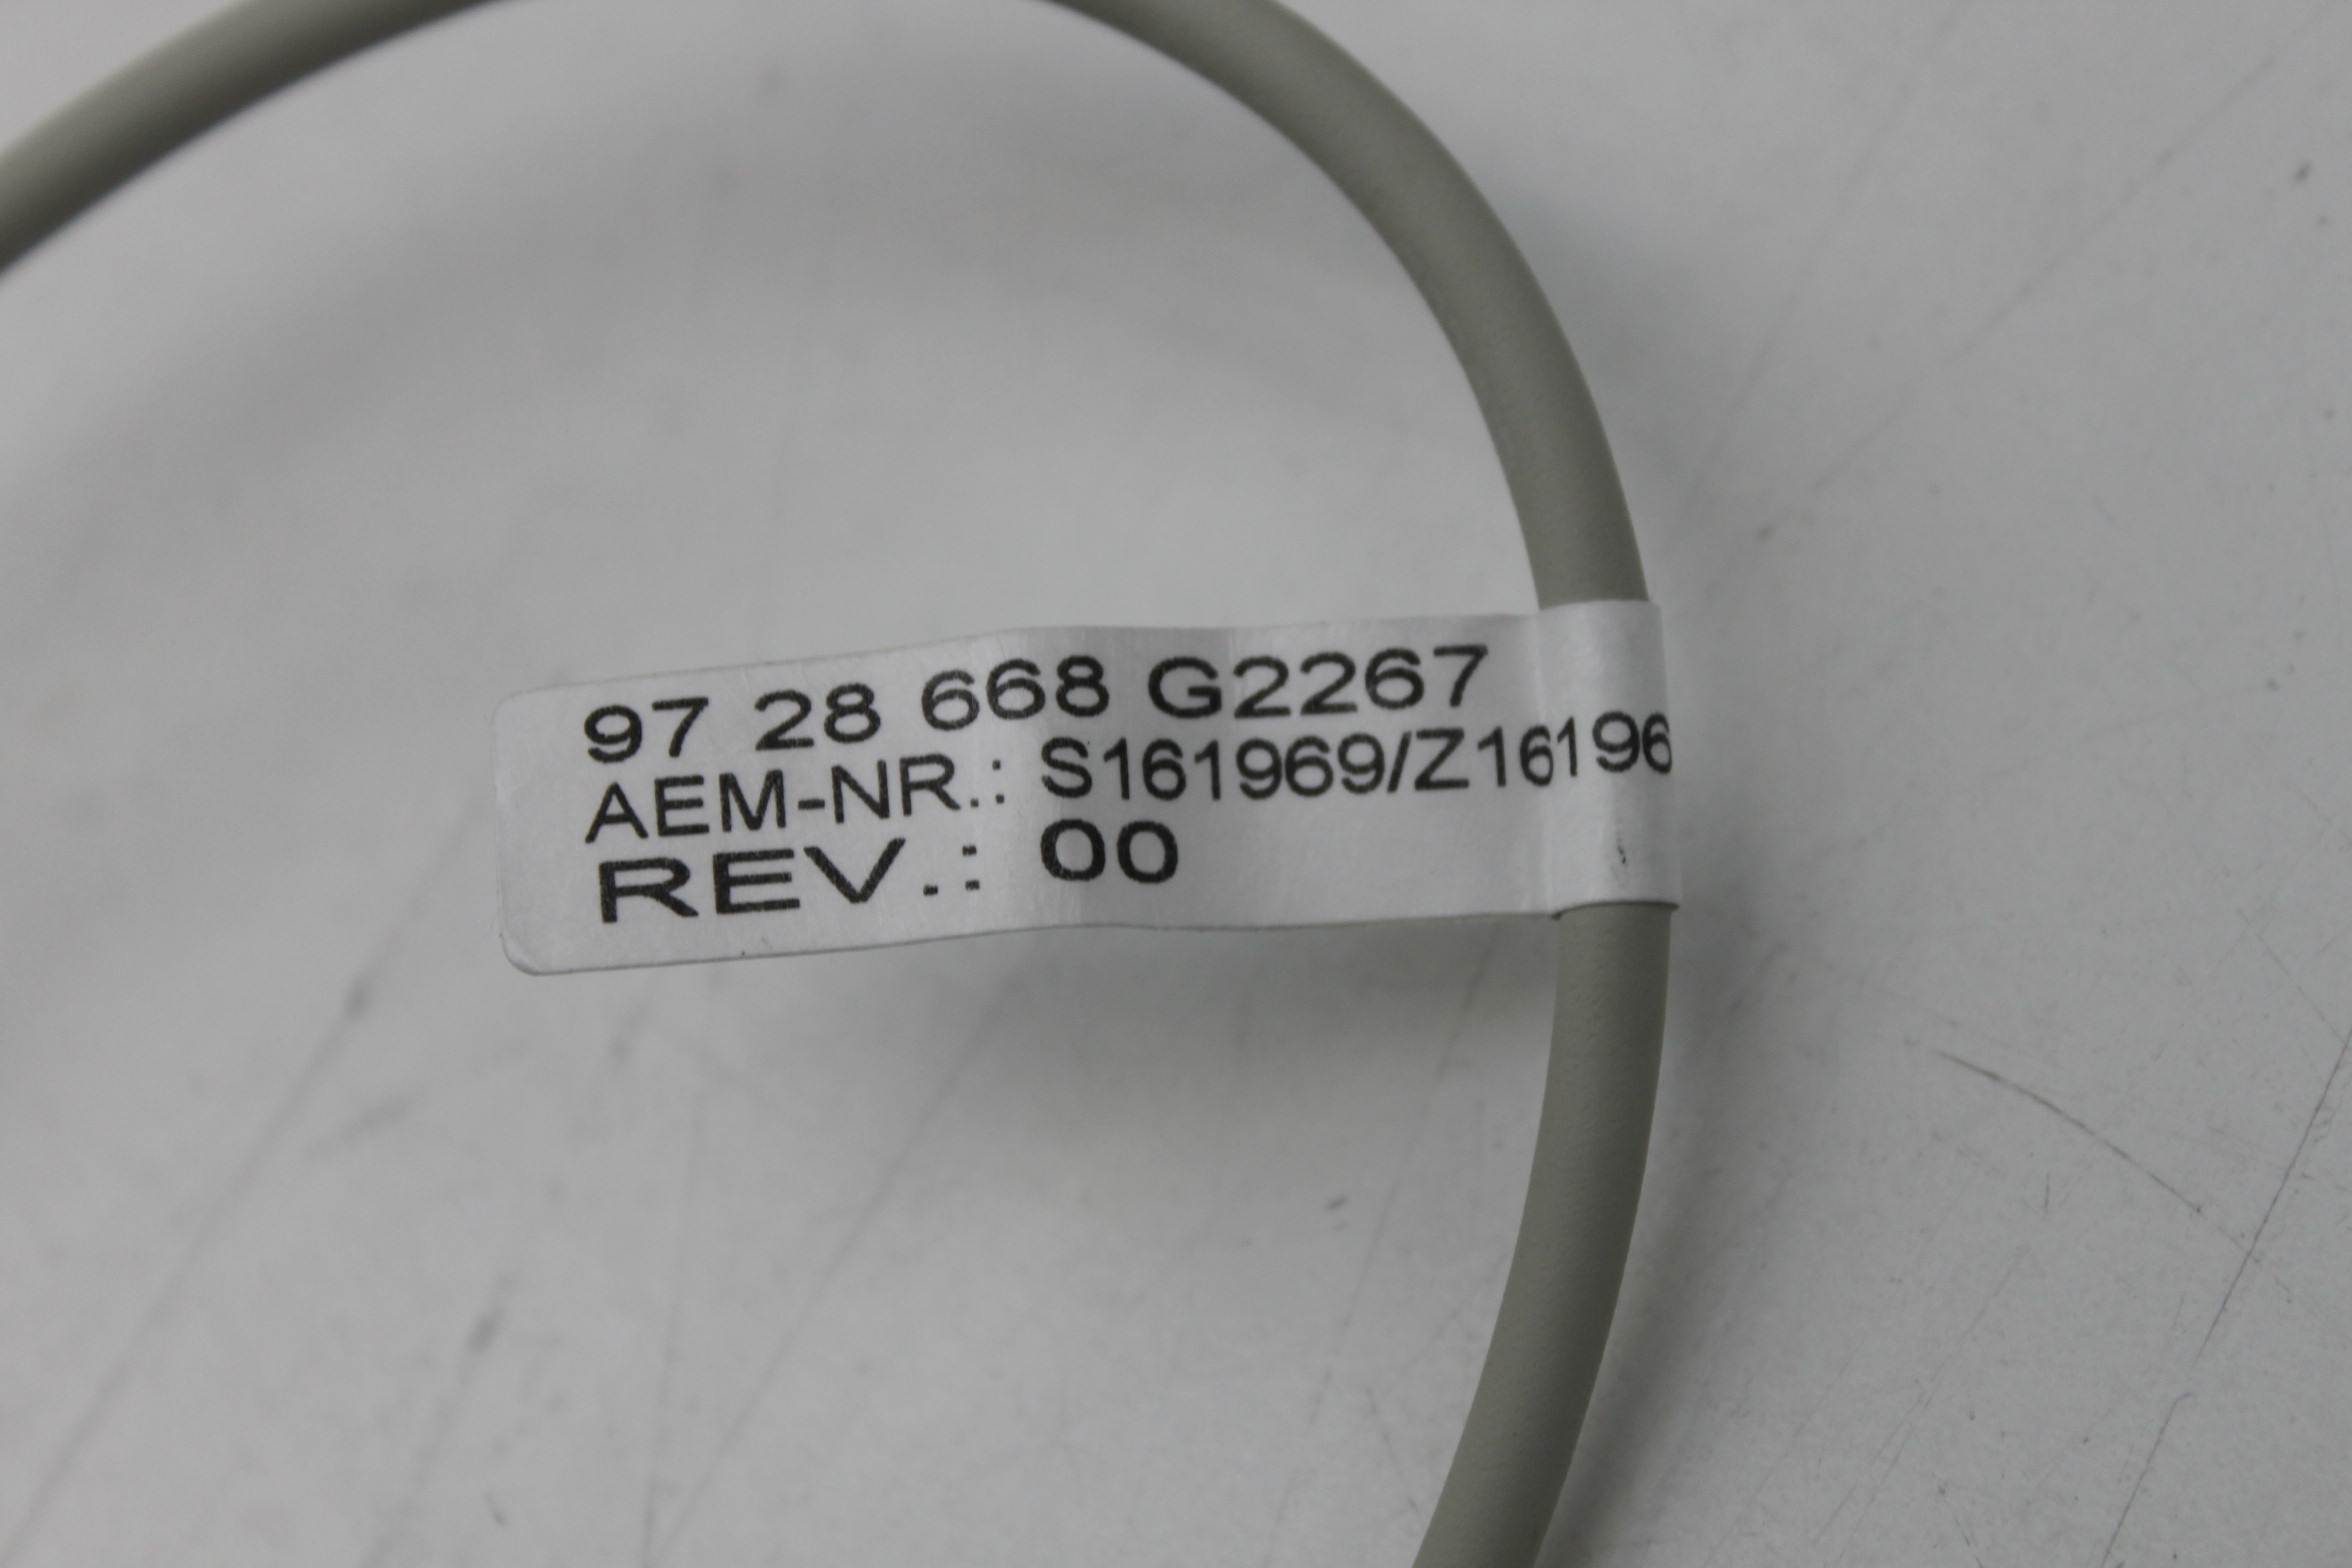 97 28 668 G2267
AEM-NR.: S161969/Z16196
REV.: 00